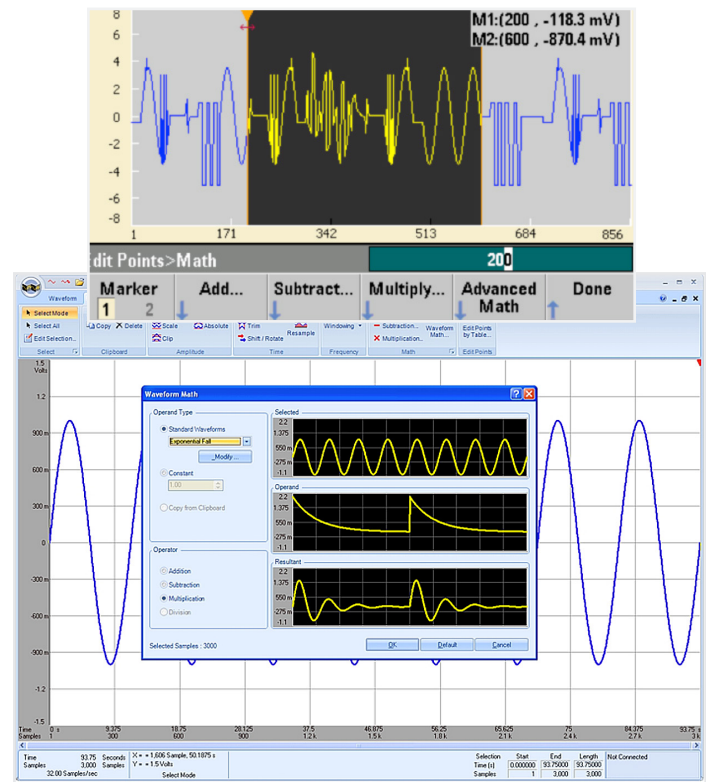 8
M1:(200 , -118.3 mV)
6
M2:(600 , -870.4 mV)
4
2
0
-2
-4
-6
-8
1 171 342 513 684 856
dit Points>Math 200
Marker 1 2 Add... Subtract... Multiply... Advanced Math Done
Waveform
Select Mode
Select All
Edit Selection...
Select
Copy Delete
Clipboard
Scale Absolute
Clip
Amplitude
Trim
Shift / Rotate
Resample
Time
Windowing
Frequency
Subtraction...
Multiplication...
Waveform Math...
Math
Edit Points by Table...
Edit Points
1.5
Volts
1.2
900 m
600 m
300 m
0
-300 m
-600 m
-900 m
-1.2
-1.5
Waveform Math
Operand Type
Standard Waveforms
Exponential Fall
Modify ...
Constant
1.00
Copy from Clipboard
Operator
Addition
Subtraction
Multiplication
Division
Selected Samples : 3000
Selected
2.2
1.375
550 m
-275 m
-1.1
Operand
2.2
1.375
550 m
-275 m
-1.1
Resultant
2.2
1.375
550 m
-275 m
-1.1
OK Default Cancel
Time 0 s 9.375 18.75 28.125 37.5 46.875 56.25 65.625 75 84.375 93.75 s
Samples 1 300 600 900 1.2 k 1.5 k 1.8 k 2.1 k 2.4 k 2.7 k 3 k
Time 93.75 Seconds
Samples 3,000 Samples
32.00 Samples/sec
X = + 1,606 Sample, 50.1875 s
Y = + 1.5 Volts
Select Mode
Selection Start End Length
Time (s) 0.000000 93.75000 93.75000
Samples 1 3,000 3,000
Not Connected